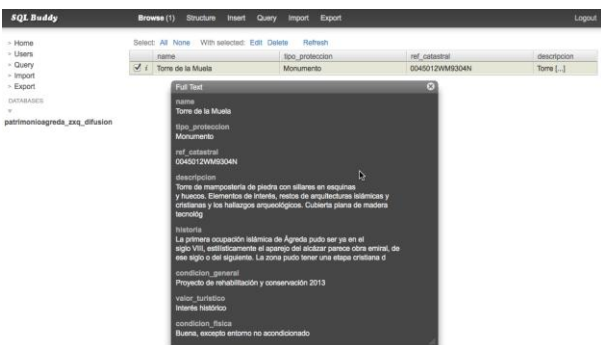 SQL Buddy
Browse (1) Structure Insert Query Import Export
Logout
Home
Users
Query
Import
Export
DATABASES
patrimonioagreda_zxq_difusion
Select: All None With selected: Edit Delete Refresh
name tipo_proteccion ref_catastral descripcion
i Torre de la Muela Monumento 0045012WM9304N Torre [...]
Full Text
name
Torre de la Muela
tipo_proteccion
Monumento
ref_catastral
0045012WM9304N
descripcion
Torre de mampostería de piedra con sillares en esquinas
y huecos. Elementos de interés, restos de arquitecturas islámicas y
cristianas y los hallazgos arqueológicos. Cubierta plana de madera
tecnológ
historia
La primera ocupación islámica de Ágreda pudo ser ya en el
siglo VIII, estilísticamente el aparejo del alcázar parece obra emiral, de
ese siglo o del siguiente. La zona pudo tener una etapa cristiana d
condicion_general
Proyecto de rehabilitación y conservación 2013
valor_turistico
Interés histórico
condicion_fisica
Buena, excepto entorno no acondicionado